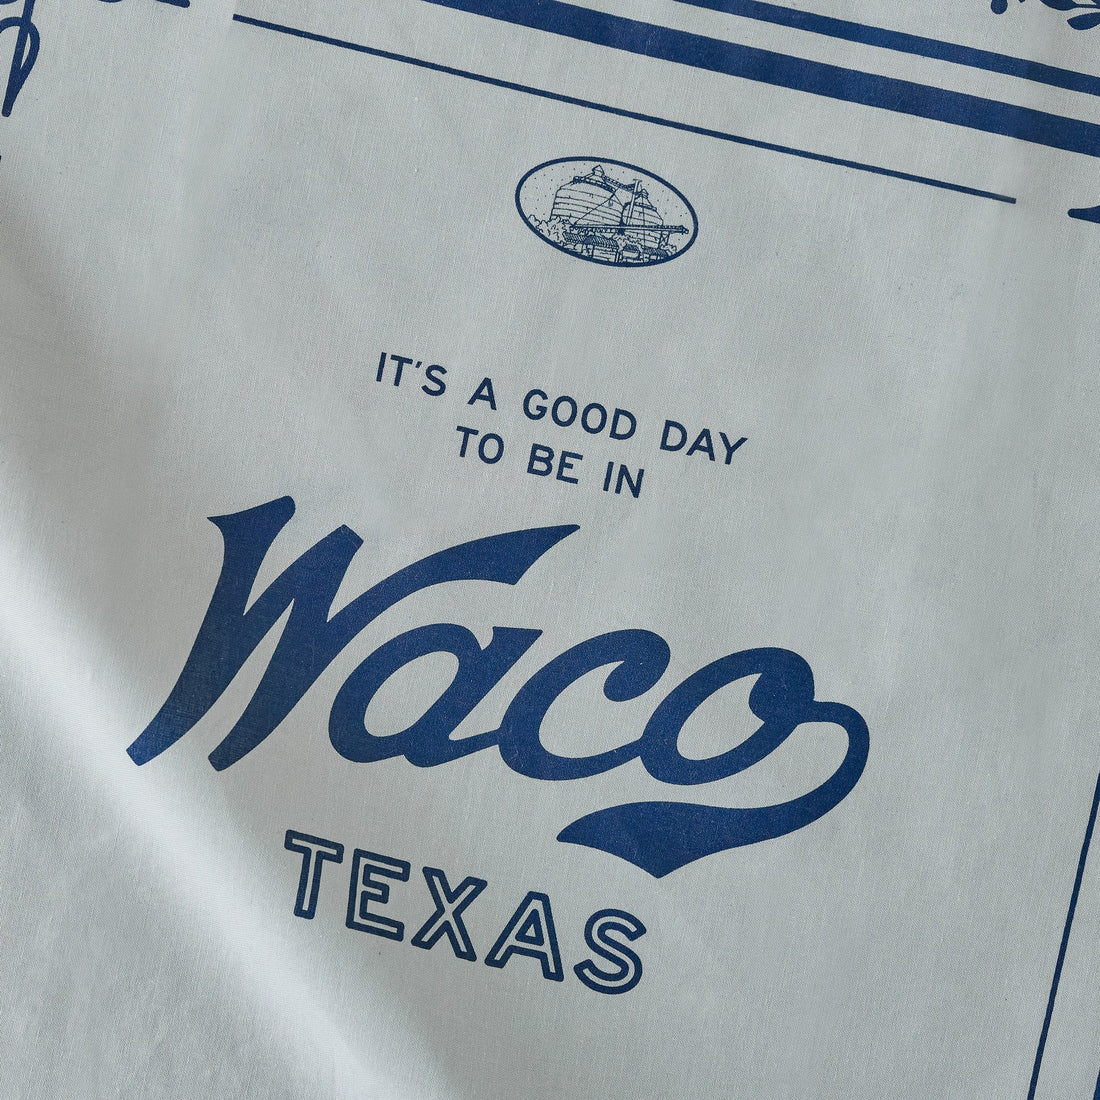 IT'S A GOOD DAY
TO BE IN
Waco
TEXAS